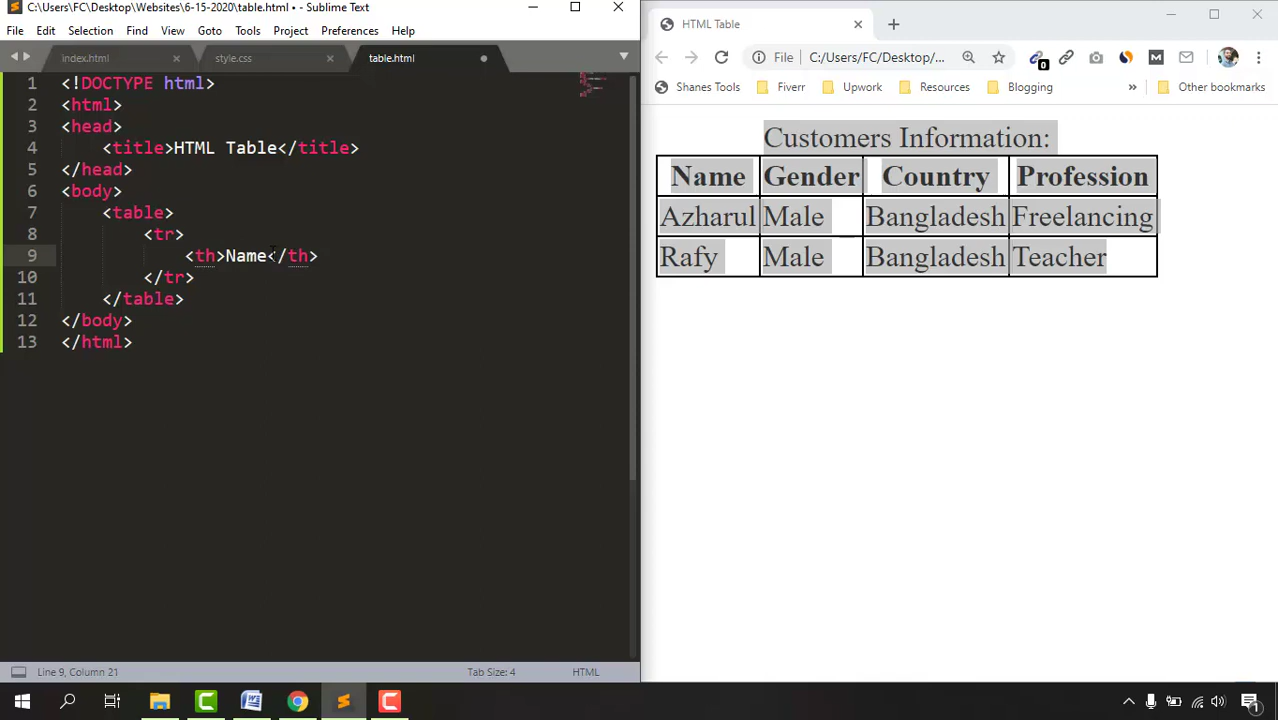 C:\Users\FC\Desktop\Websites\6-15-2020\table.html • - Sublime Text
File Edit Selection Find View Goto Tools Project Preferences Help
index.html style.css table.html
1 <!DOCTYPE html>
2 <html>
3 <head>
4 <title>HTML Table</title>
5 </head>
6 <body>
7 <table>
8 <tr>
9 <th>Name</th>
10 </tr>
11 </table>
12 </body>
13 </html>
Line 9, Column 21 Tab Size: 4 HTML
HTML Table
File C:/Users/FC/Desktop/...
0
Shanes Tools Fiverr Upwork Resources Blogging » Other bookmarks
Customers Information:
Name Gender Country Profession
Azharul Male Bangladesh Freelancing
Rafy Male Bangladesh Teacher
1